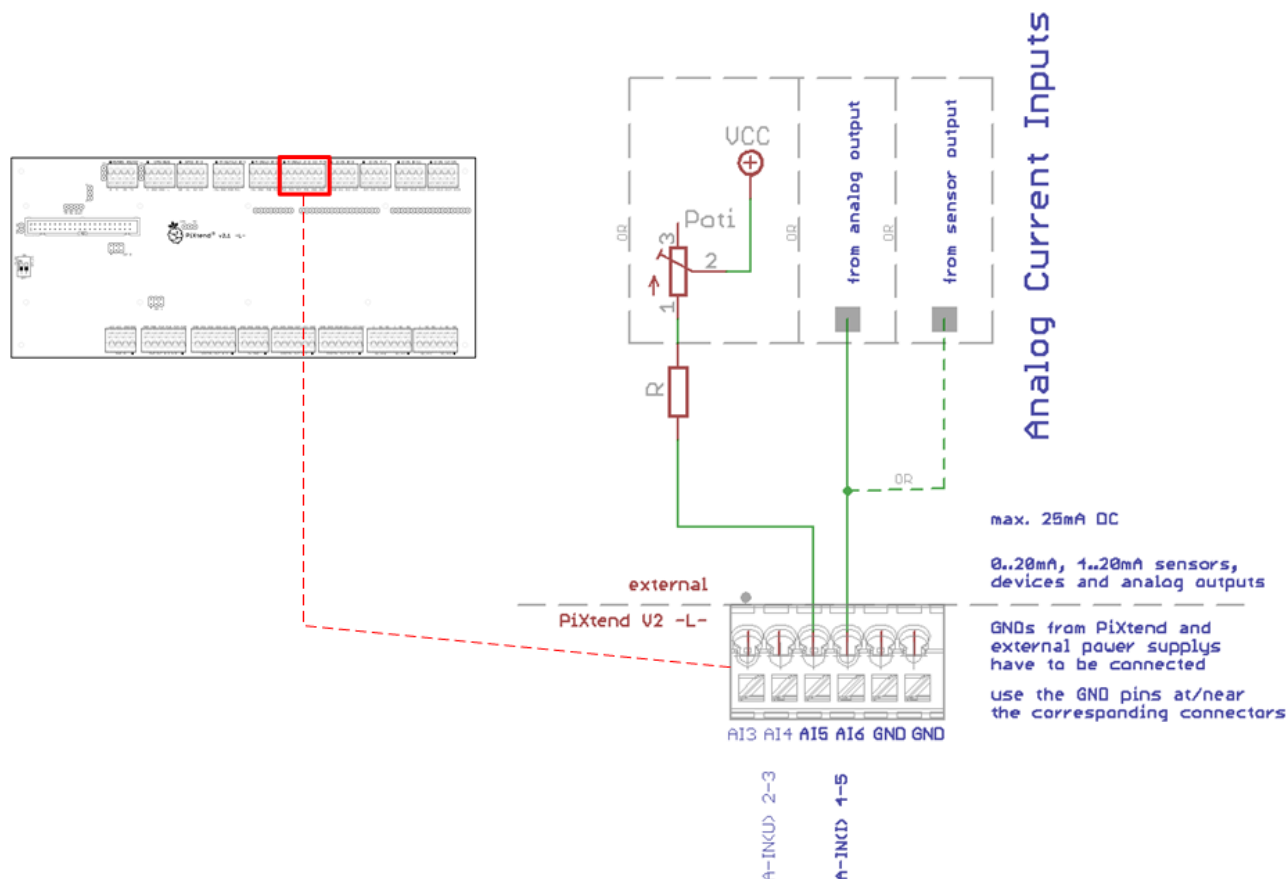 PiXtend® v2.1 -L-
Analog Current Inputs
VCC
Poti
3
2
1
R
OR
OR
from analog output
OR
from sensor output
OR
max. 25mA DC
0..20mA, 4..20mA sensors,
devices and analog outputs
external
PiXtend V2 -L-
GNDs from PiXtend and
external power supplys
have to be connected
use the GND pins at/near
the corresponding connectors
AI3 AI4 AI5 AI6 GND GND
A-IN(U) 2-3
A-IN(I) 4-5